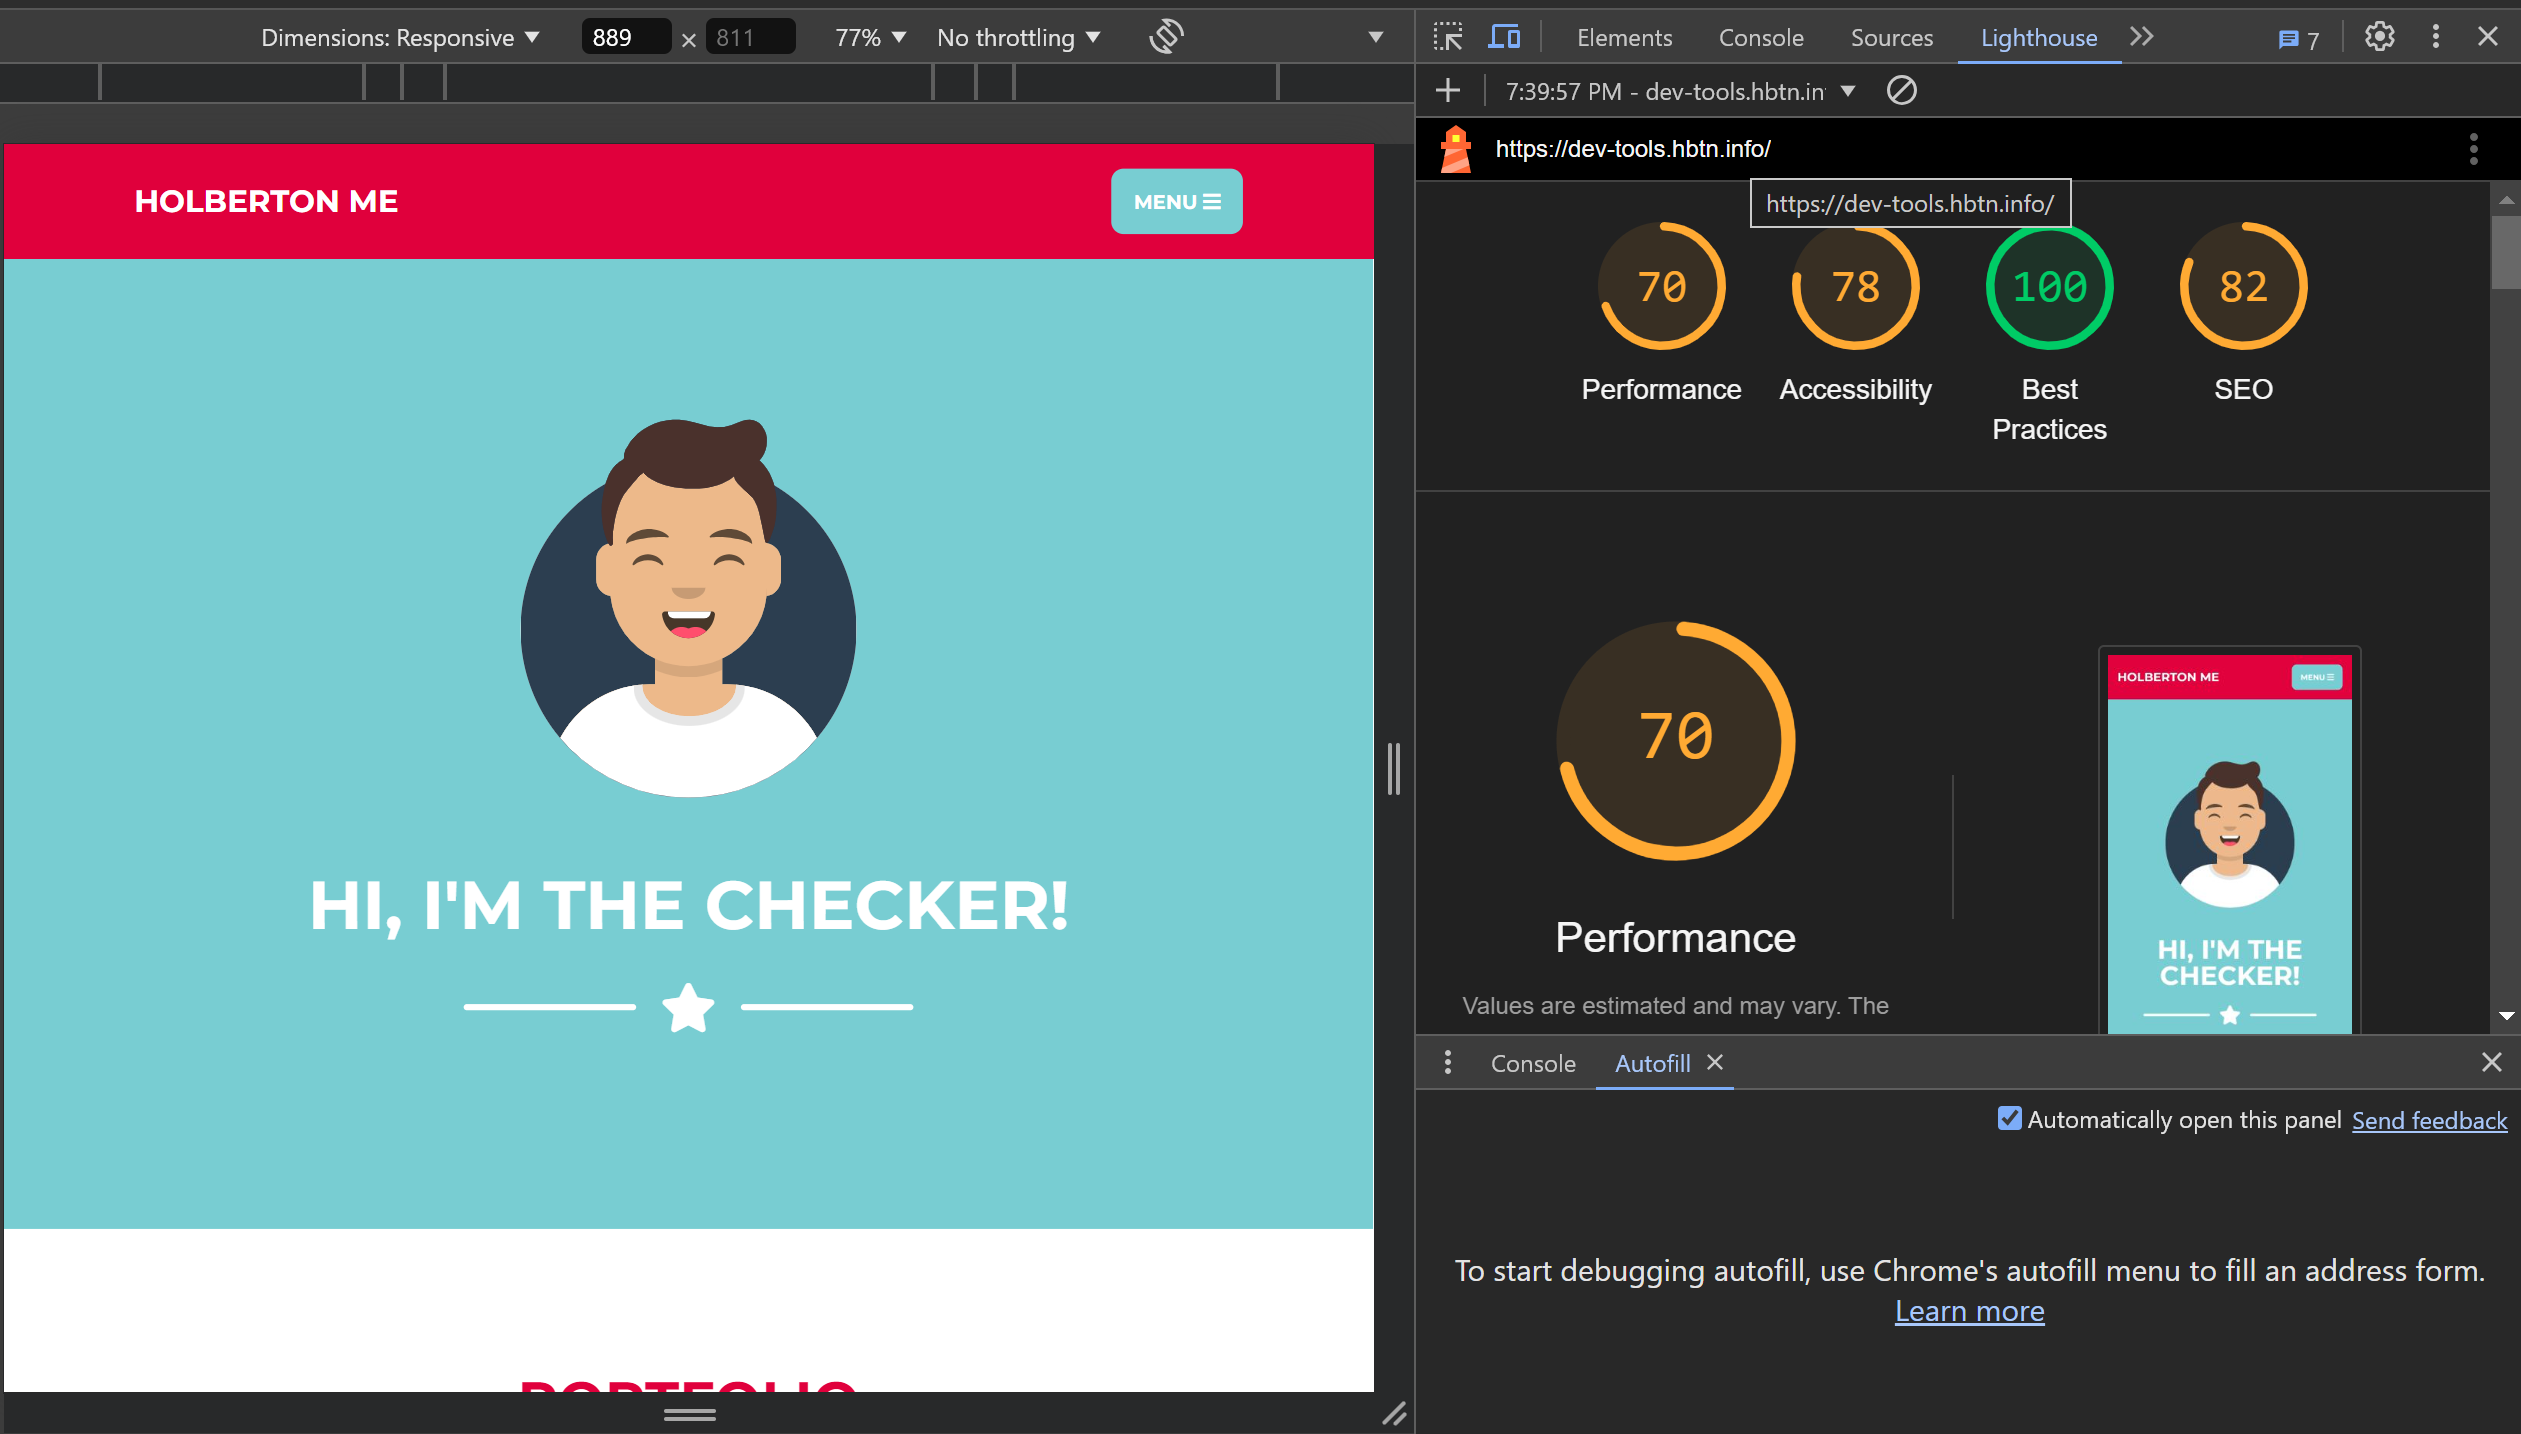 Dimensions: Responsive 889 × 811 77% No throttling
Elements Console Sources Lighthouse 7
7:39:57 PM - dev-tools.hbtn.in
https://dev-tools.hbtn.info/
https://dev-tools.hbtn.info/
HOLBERTON ME
MENU
70 78 100 82
Performance Accessibility Best Practices SEO
HI, I'M THE CHECKER!
PORTFOLIO
70
Performance
Values are estimated and may vary. The
HOLBERTON ME
MENU
HI, I'M THE
CHECKER!
Console Autofill
Automatically open this panel Send feedback
To start debugging autofill, use Chrome's autofill menu to fill an address form.
Learn more